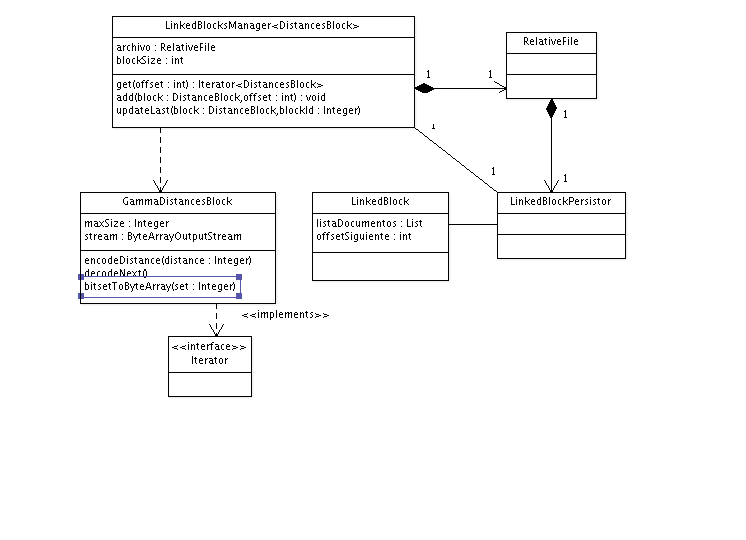 LinkedBlocksManager<DistancesBlock>
archivo : RelativeFile
blockSize : int
get(offset : int) : Iterator<DistancesBlock>
add(block : DistanceBlock,offset : int) : void
updateLast(block : DistanceBlock,blockId : Integer)
1
1
RelativeFile
1
1
1
1
GammaDistancesBlock
maxSize : Integer
stream : ByteArrayOutputStream
encodeDistance(distance : Integer)
decodeNext()
bitsetToByteArray(set : Integer)
LinkedBlock
listaDocumentos : List
offsetSiguiente : int
LinkedBlockPersistor
<<implements>>
<<interface>>
Iterator